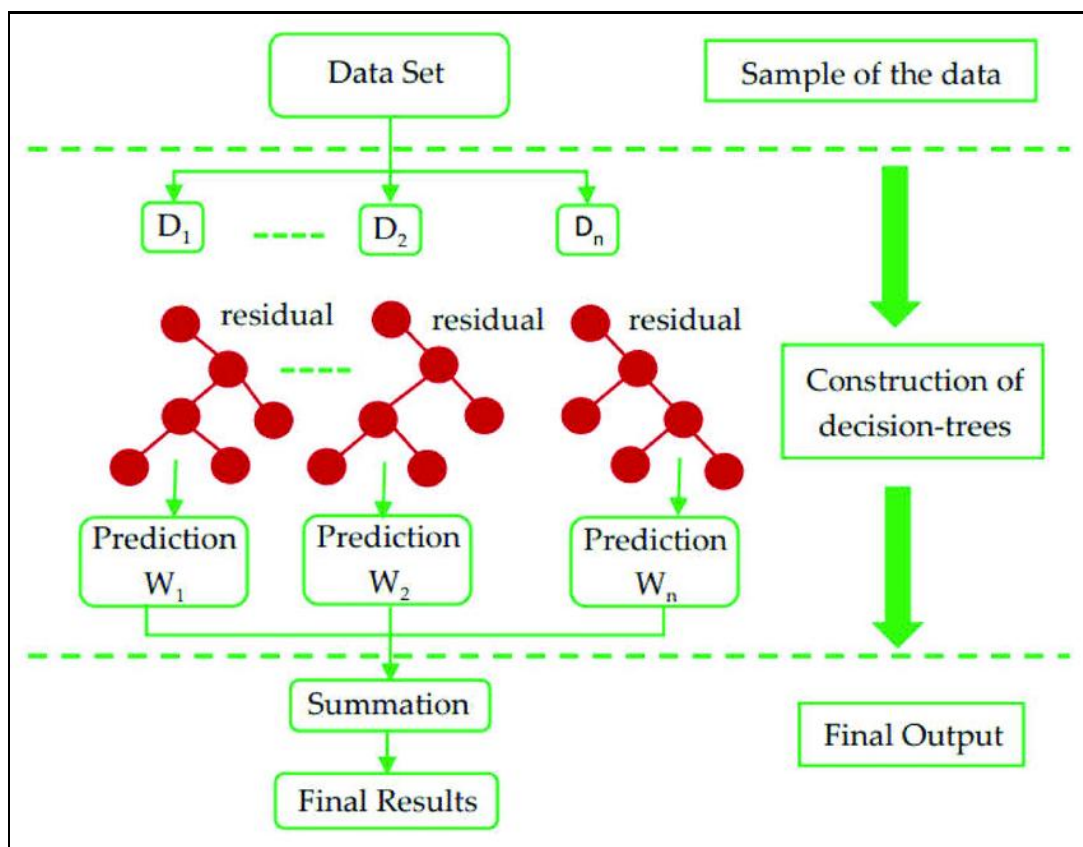 Data Set
Sample of the data
D₁
D₂
Dₙ
residual
residual
residual
Construction of
decision-trees
Prediction
W₁
Prediction
W₂
Prediction
Wₙ
Summation
Final Output
Final Results